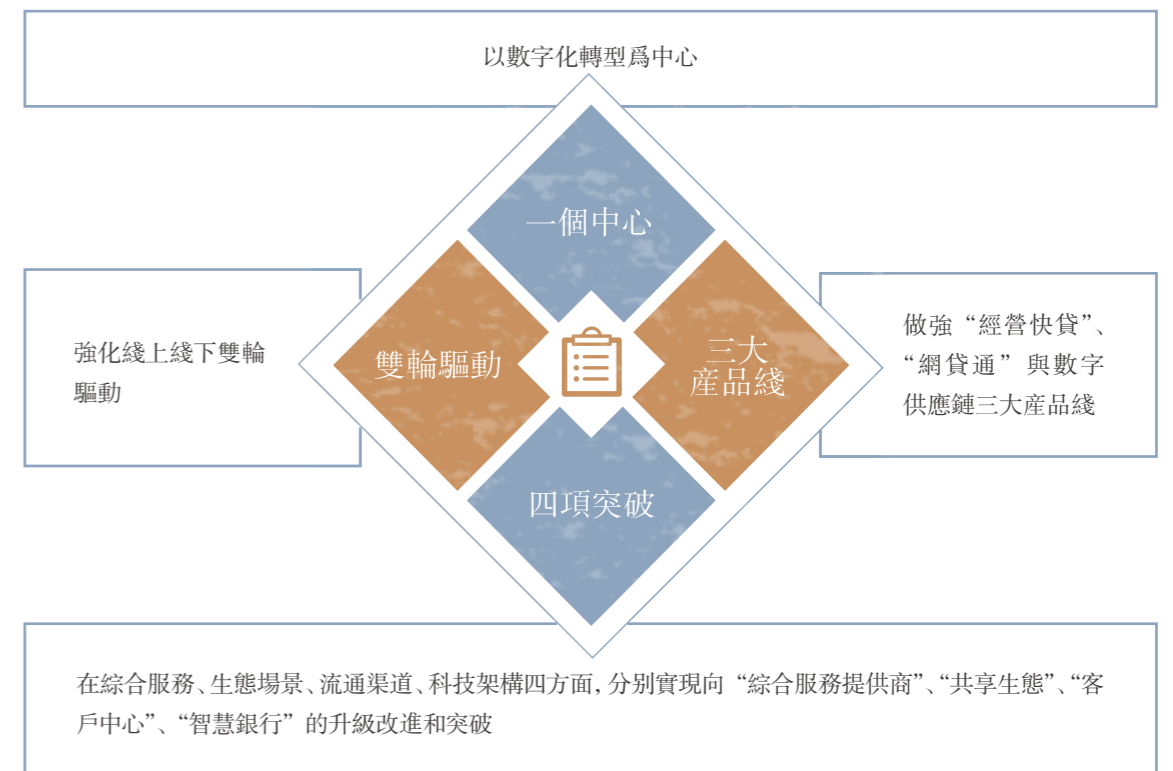 以數字化轉型爲中心
一個中心
強化綫上綫下雙輪
驅動
雙輪驅動
三大
産品綫
做強“經營快貸”、
“網貸通”與數字
供應鏈三大産品綫
四項突破
在綜合服務、生態場景、流通渠道、科技架構四方面，分别實現向“綜合服務提供商”、“共享生態”、“客
戶中心”、“智慧銀行”的升級改進和突破